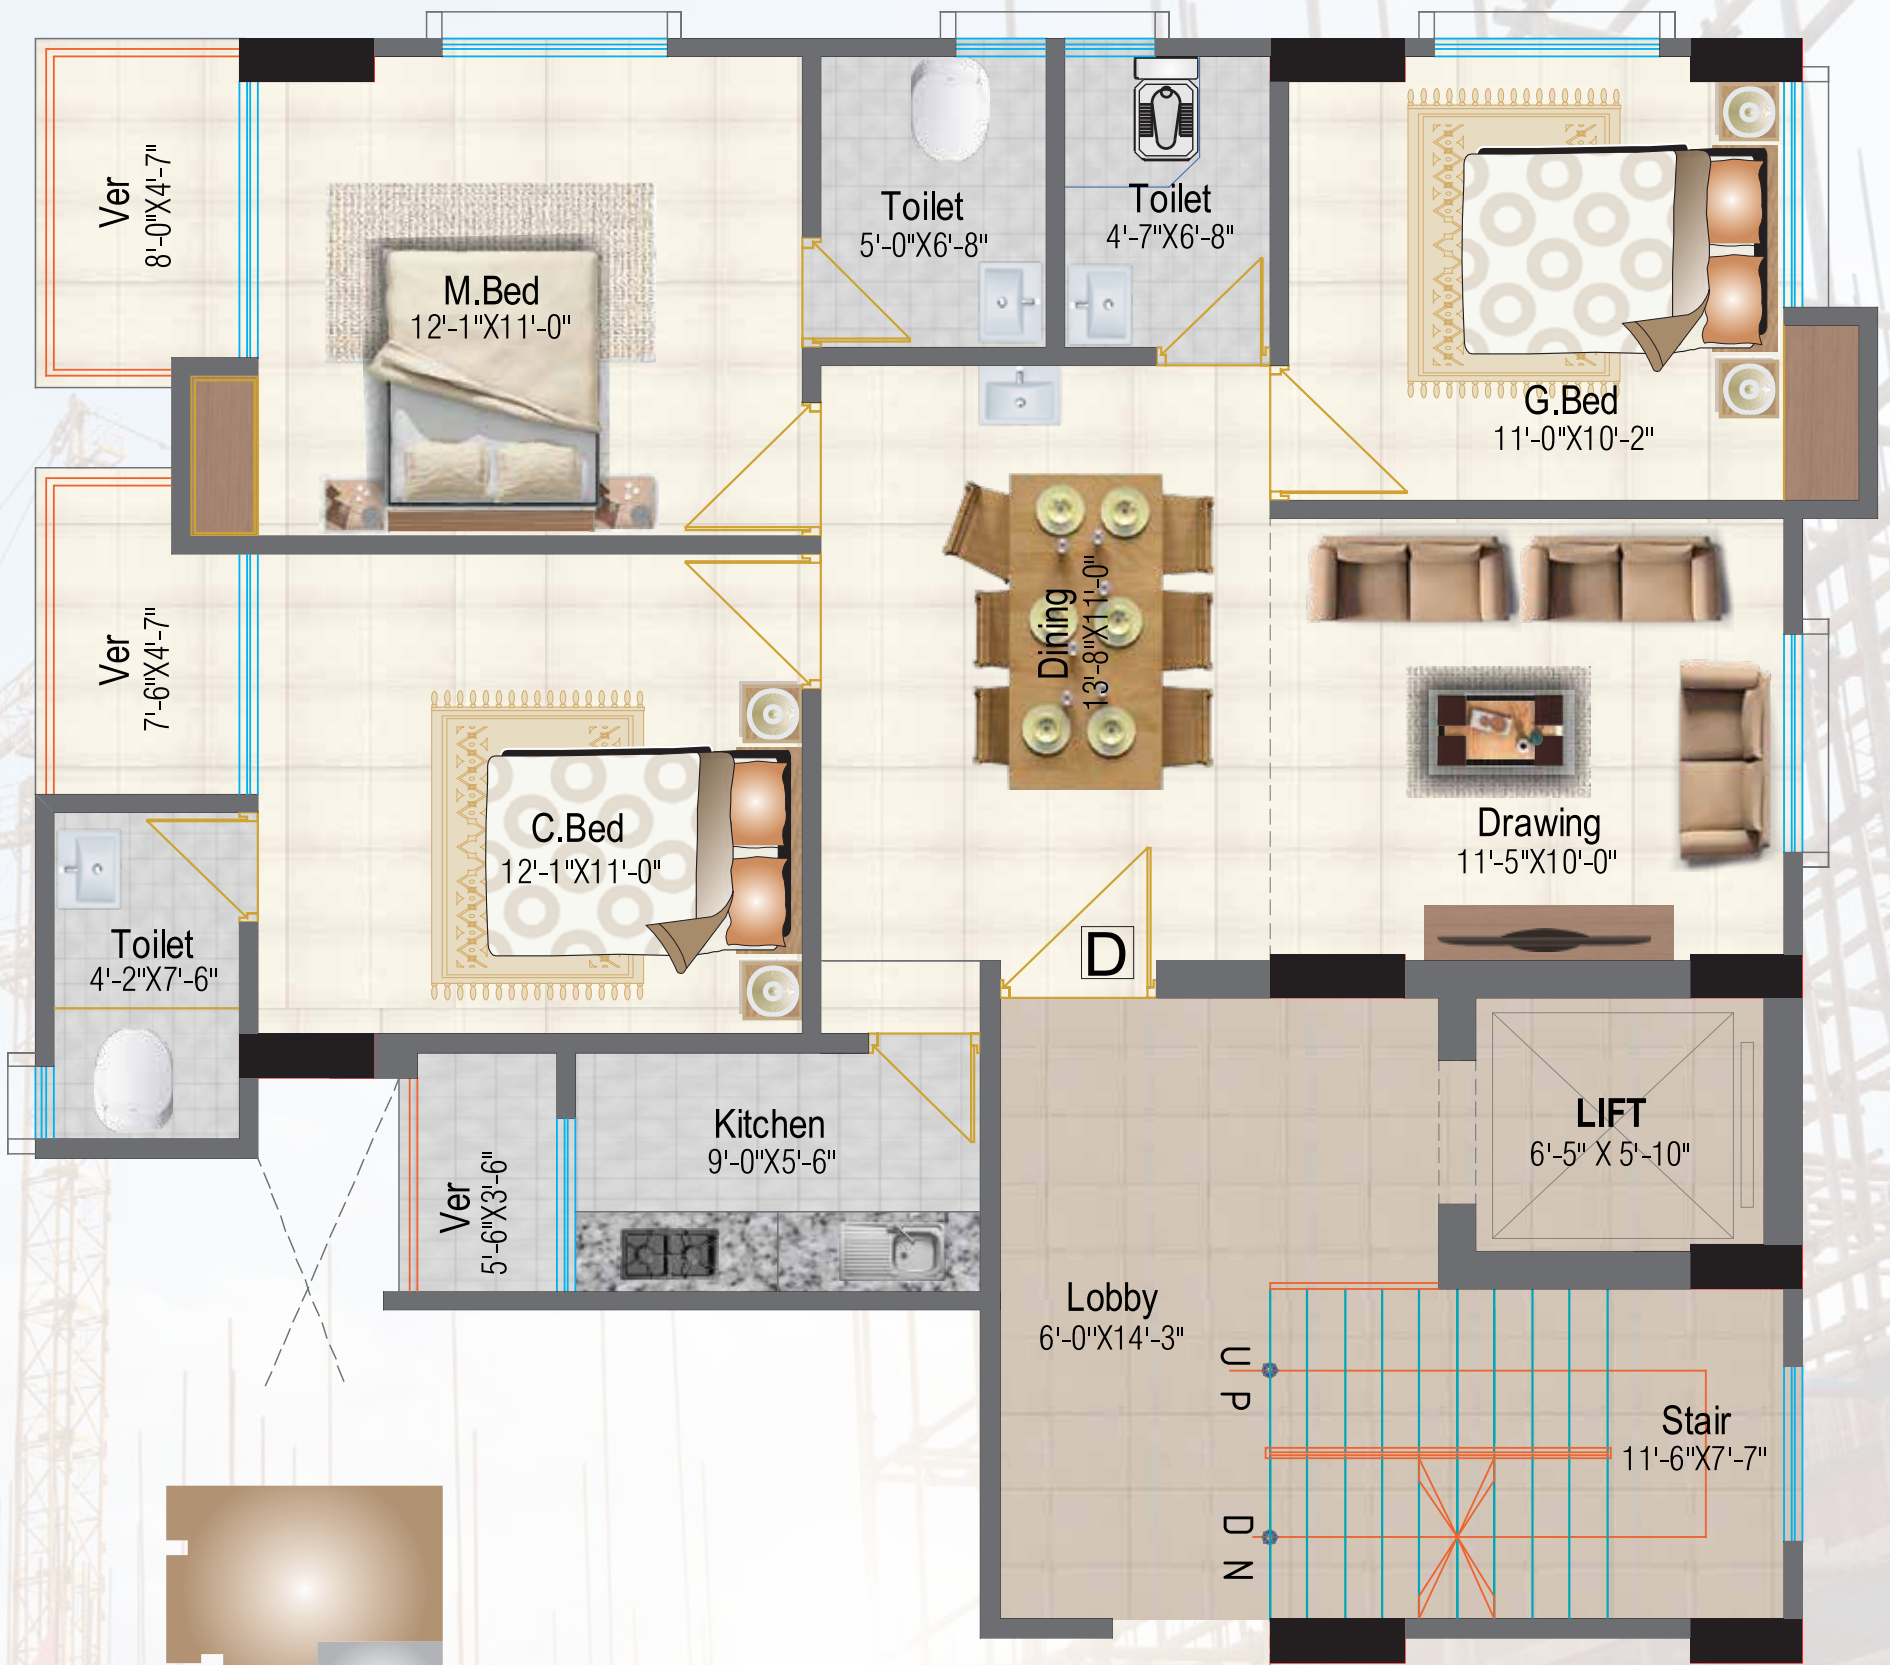 Ver
8'-0"X4'-7"
M.Bed
12'-1"X11'-0"
Toilet
5'-0"X6'-8"
Toilet
4'-7"X6'-8"
G.Bed
11'-0"X10'-2"
Ver
7'-6"X4'-7"
Dining
13'-8"X11'-0"
C.Bed
12'-1"X11'-0"
Drawing
11'-5"X10'-0"
Toilet
4'-2"X7'-6"
D
Kitchen
9'-0"X5'-6"
Ver
5'-6"X3'-6"
LIFT
6'-5" X 5'-10"
Lobby
6'-0"X14'-3"
UP
Stair
11'-6"X7'-7"
DN